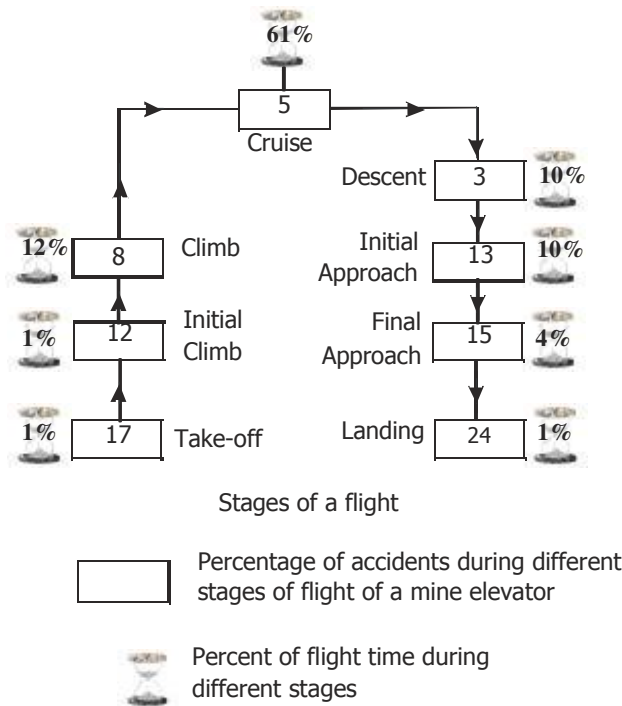 61%
5
Cruise
Descent 3 10%
12% 8 Climb
Initial
Approach 13 10%
1% 12 Initial
Climb
Final
Approach 15 4%
1% 17 Take-off
Landing 24 1%
Stages of a flight
Percentage of accidents during different
stages of flight of a mine elevator
Percent of flight time during
different stages